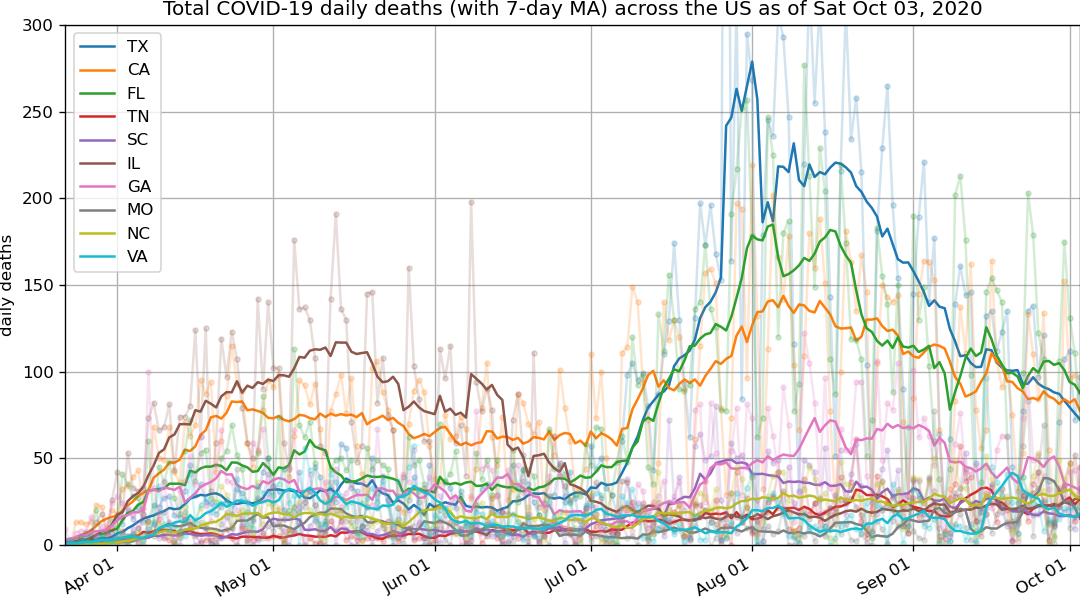 Total COVID-19 daily deaths (with 7-day MA) across the US as of Sat Oct 03, 2020
daily deaths
300
250
200
150
100
50
0
TX
CA
FL
TN
SC
IL
GA
MO
NC
VA
Apr 01
May 01
Jun 01
Jul 01
Aug 01
Sep 01
Oct 01